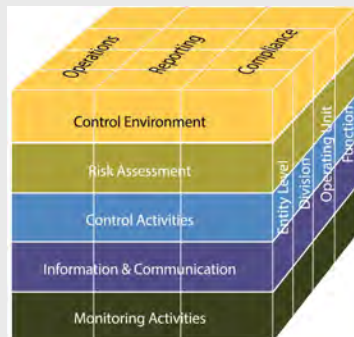 Operations
Reporting
Compliance
Control Environment
Risk Assessment
Control Activities
Information & Communication
Monitoring Activities
Entity Level
Division
Operating Unit
Function